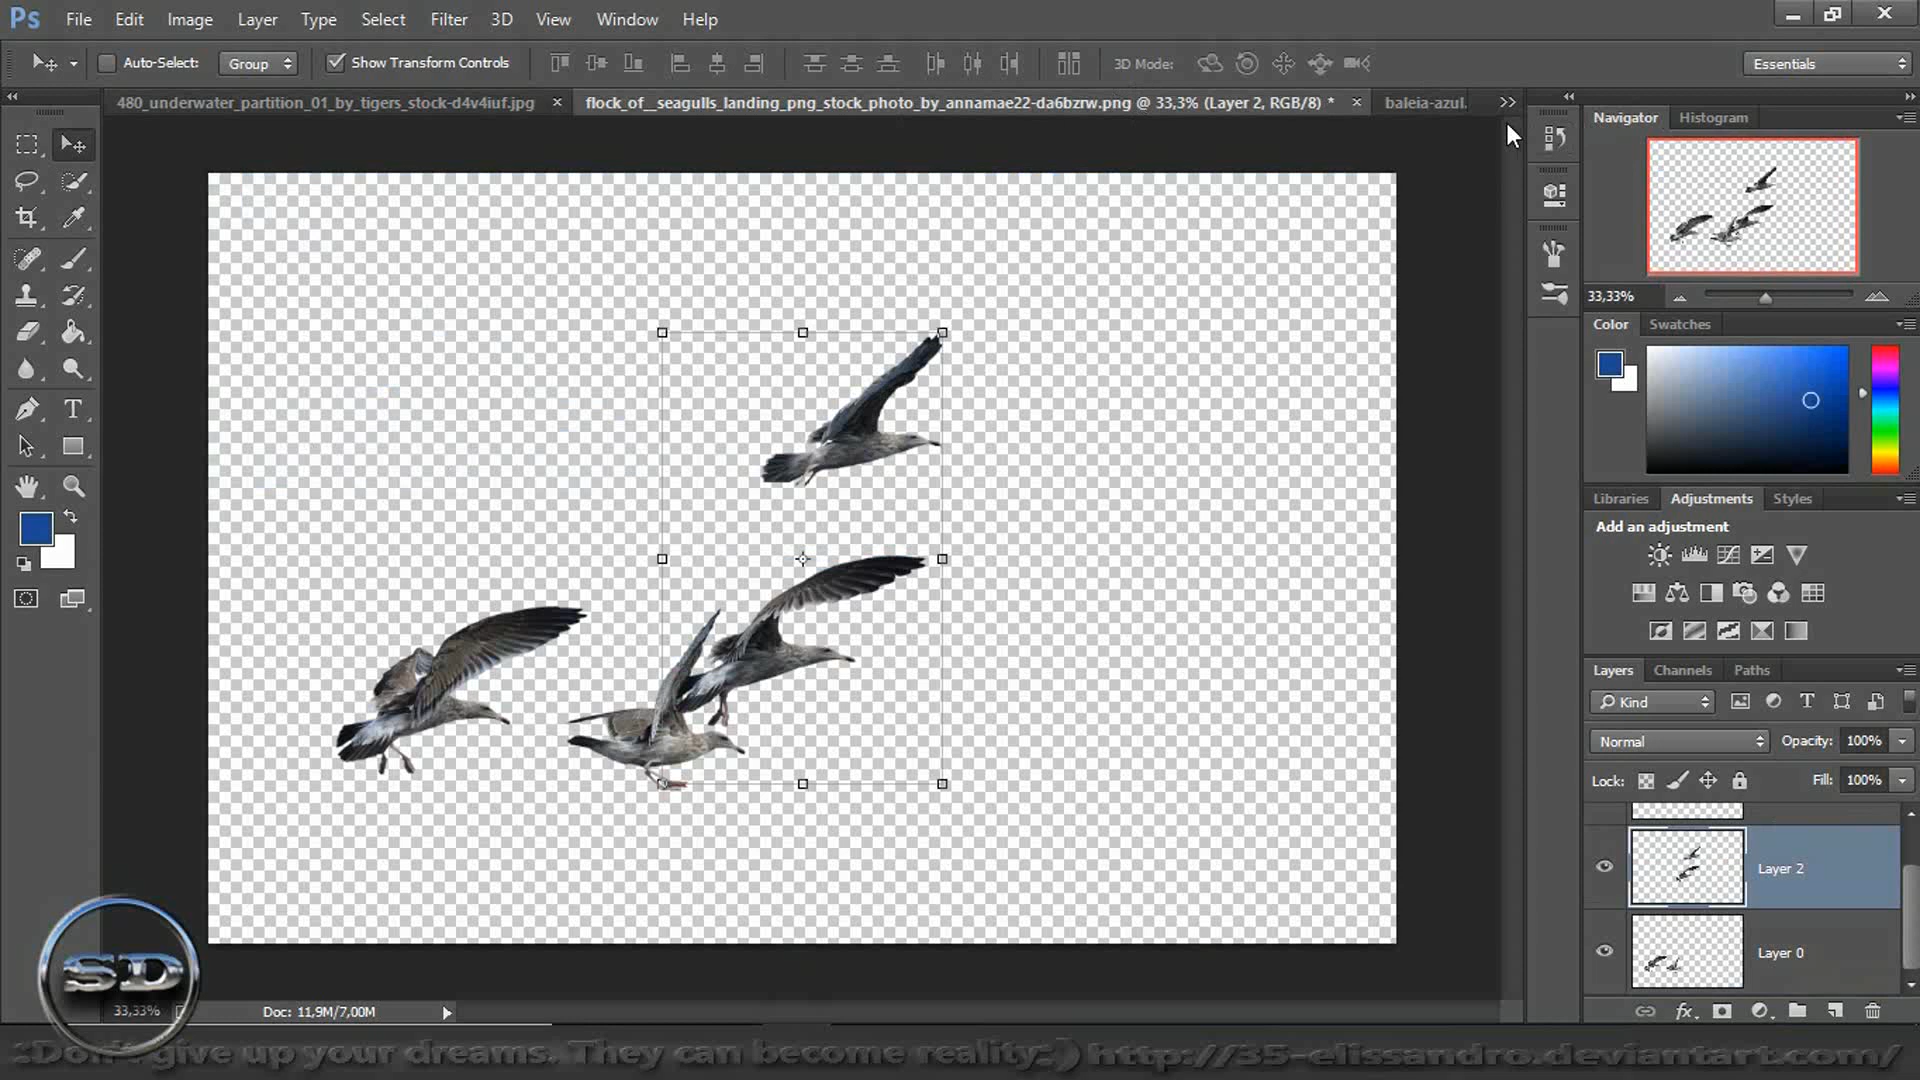 Ps File Edit Image Layer Type Select Filter 3D View Window Help
Auto-Select: Group Show Transform Controls 3D Mode: Essentials
480_underwater_partition_01_by_tigers_stock-d4v4iuf.jpg × flock_of__seagulls_landing_png_stock_photo_by_annamae22-da6bzrw.png @ 33,3% (Layer 2, RGB/8) * × baleia-azul.
Navigator Histogram
33,33%
Color Swatches
Libraries Adjustments Styles
Add an adjustment
Layers Channels Paths
Kind
Normal Opacity: 100%
Lock: Fill: 100%
Layer 2
Layer 0
fx
SD
33,33% Doc: 11,9M/7,00M
:Don't give up your dreams. They can become reality:;) http://35-elissandro.deviantart.com/